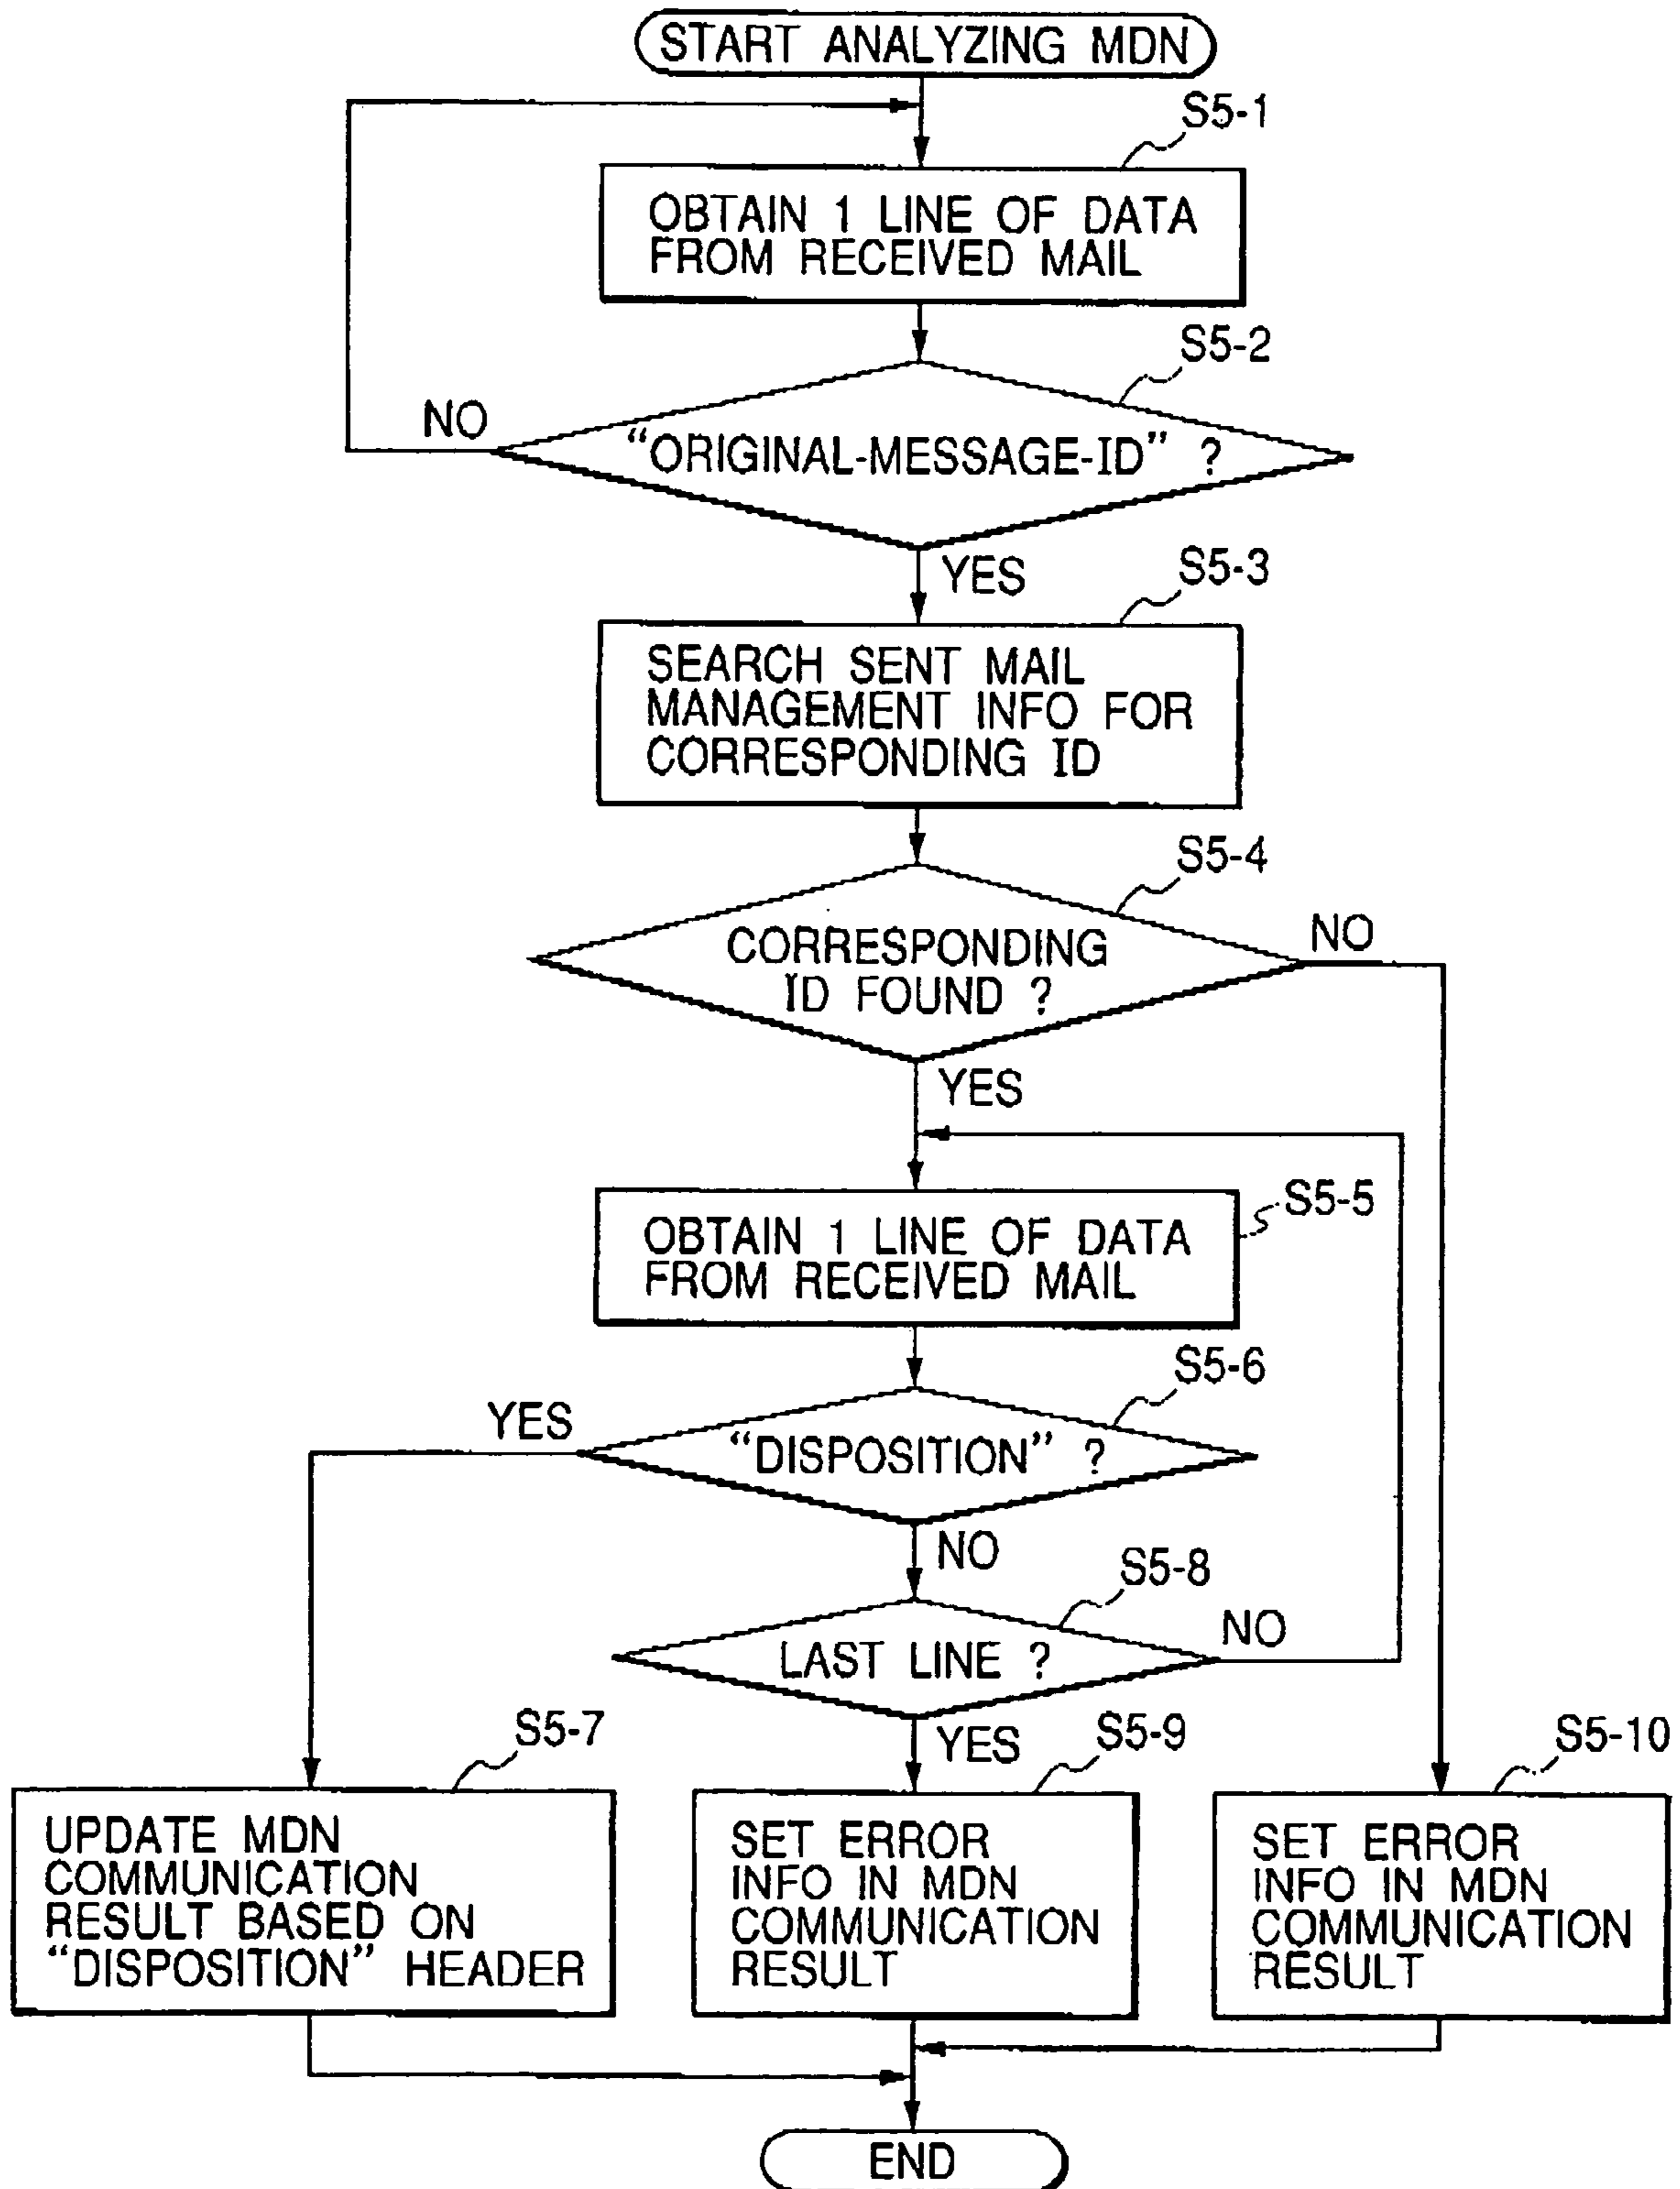 START ANALYZING MDN
S5-1
OBTAIN 1 LINE OF DATA
FROM RECEIVED MAIL
S5-2
NO
“ORIGINAL-MESSAGE-ID” ?
YES
S5-3
SEARCH SENT MAIL
MANAGEMENT INFO FOR
CORRESPONDING ID
S5-4
NO
CORRESPONDING
ID FOUND ?
YES
S5-5
OBTAIN 1 LINE OF DATA
FROM RECEIVED MAIL
S5-6
YES
“DISPOSITION” ?
NO
S5-8
NO
LAST LINE ?
YES
S5-7
UPDATE MDN
COMMUNICATION
RESULT BASED ON
“DISPOSITION” HEADER
S5-9
SET ERROR
INFO IN MDN
COMMUNICATION
RESULT
S5-10
SET ERROR
INFO IN MDN
COMMUNICATION
RESULT
END